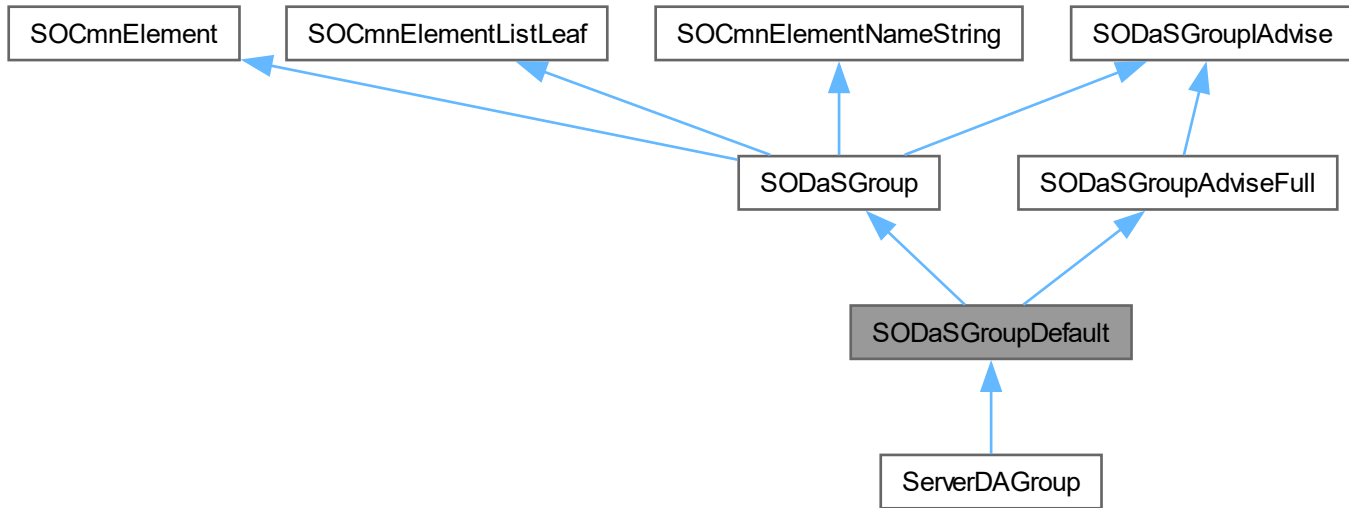 SOCmnElement
SOCmnElementListLeaf
SOCmnElementNameString
SODaSGroupIAdvise
SODaSGroup
SODaSGroupAdviseFull
SODaSGroupDefault
ServerDAGroup